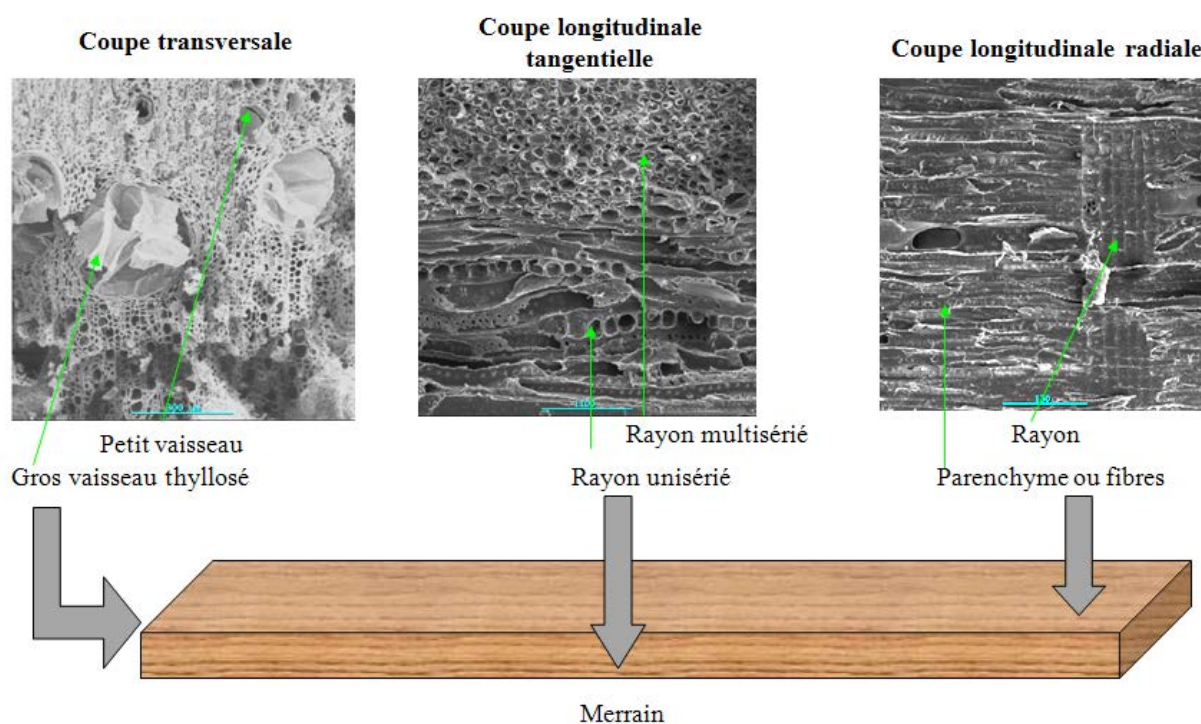 Coupe transversale
Coupe longitudinale
tangentielle
Coupe longitudinale radiale
Petit vaisseau
Gros vaisseau thyllosé
Rayon multisérié
Rayon unisérié
Rayon
Parenchyme ou fibres
Merrain